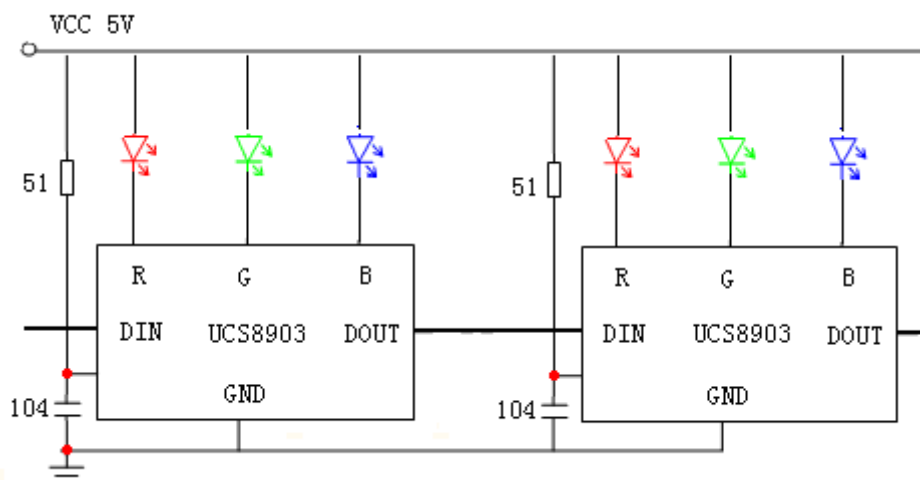 VCC 5V
51
51
R G B
R G B
DIN UCS8903 DOUT
DIN UCS8903 DOUT
GND
GND
104
104